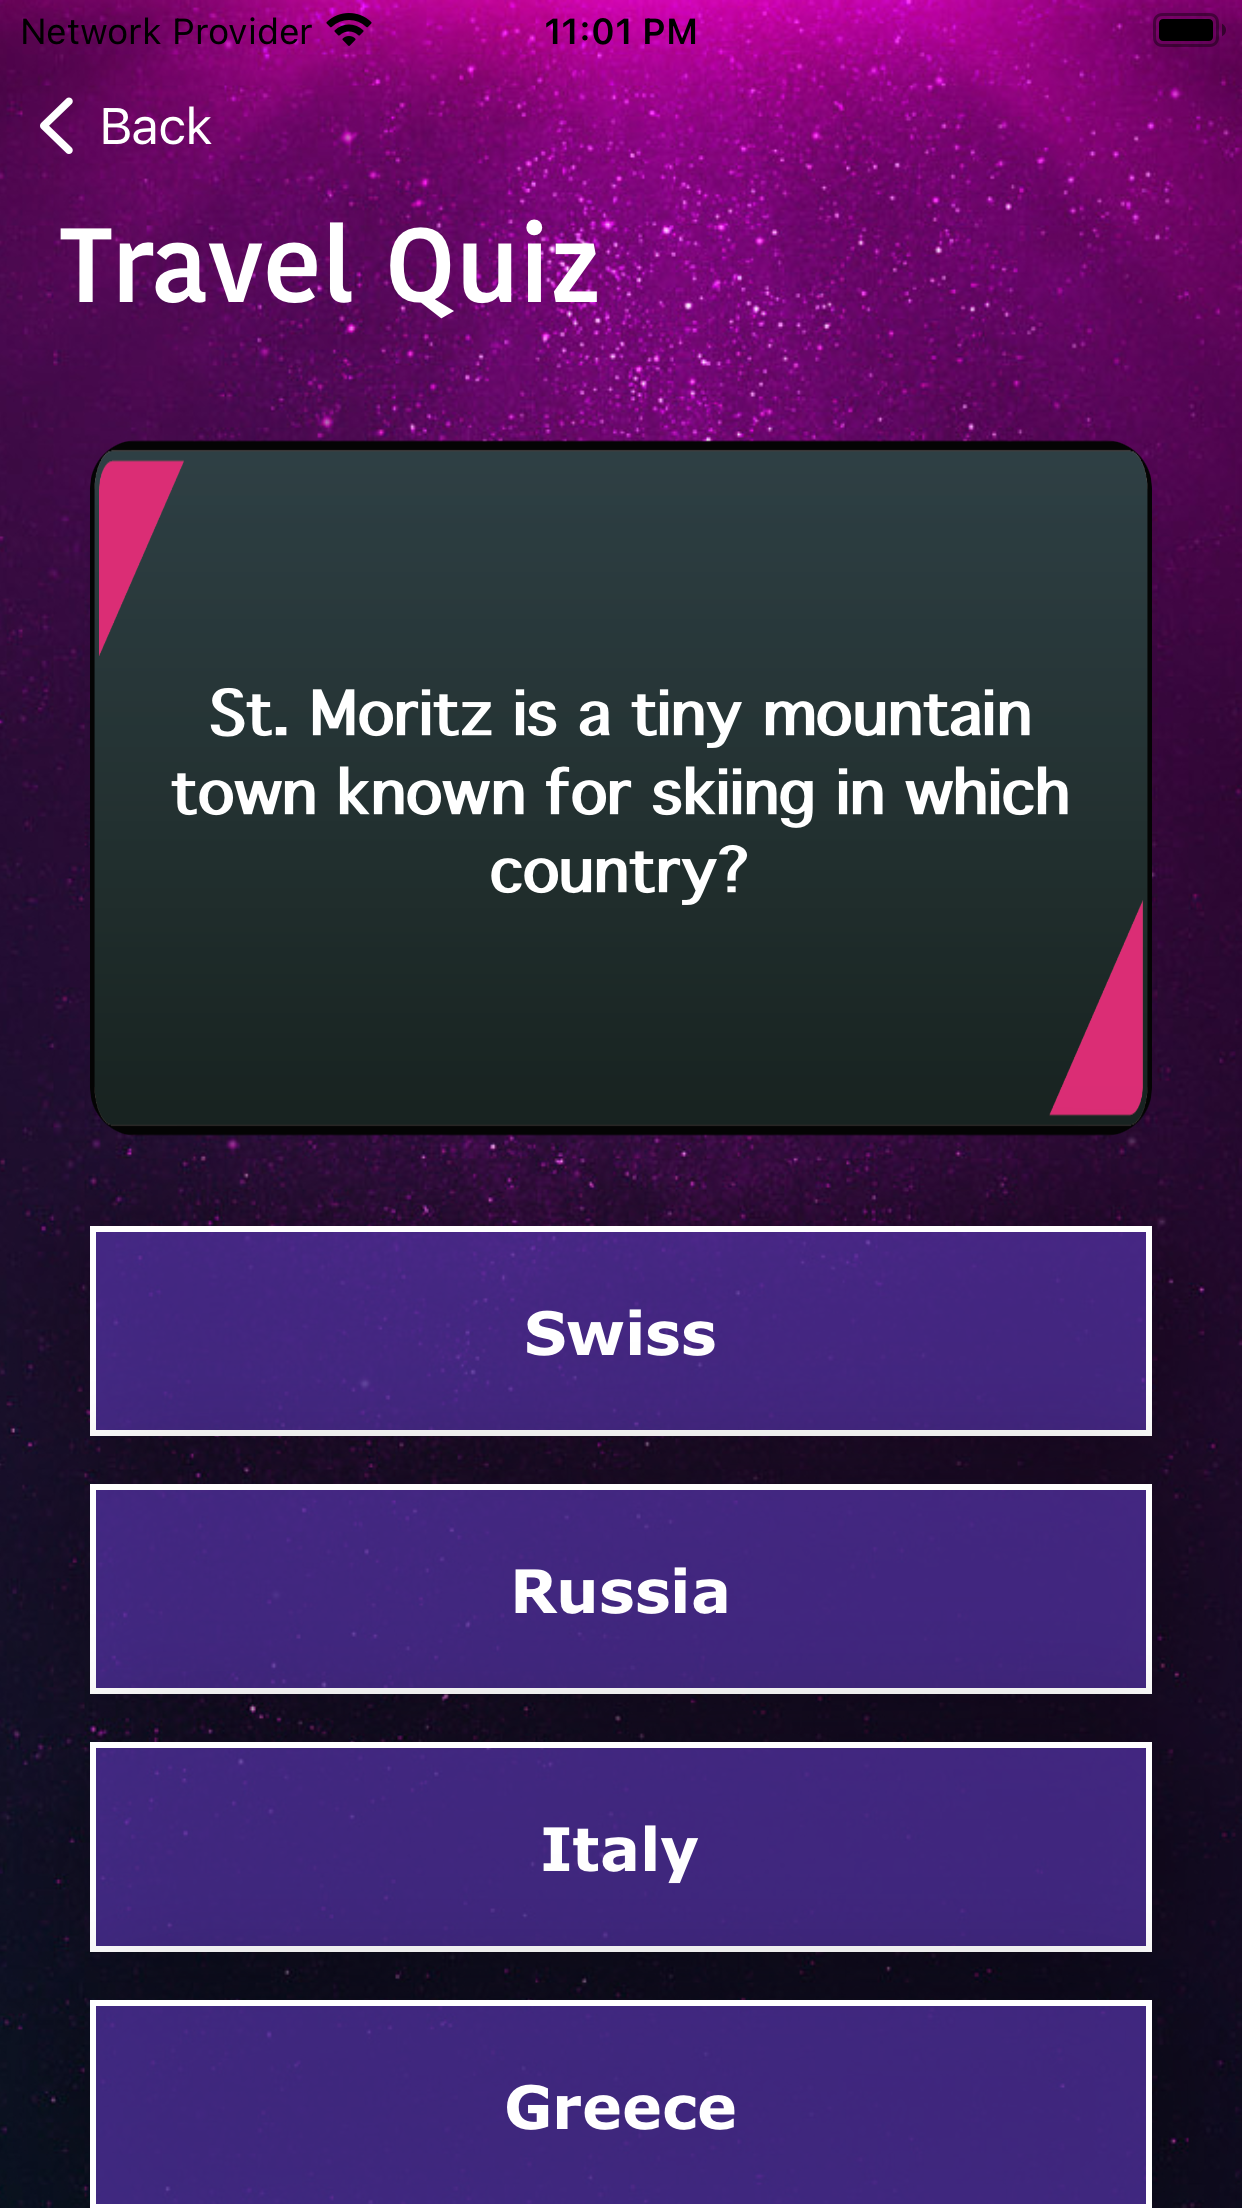 Network Provider 11:01 PM
Back
Travel Quiz
St. Moritz is a tiny mountain
town known for skiing in which
country?
Swiss
Russia
Italy
Greece